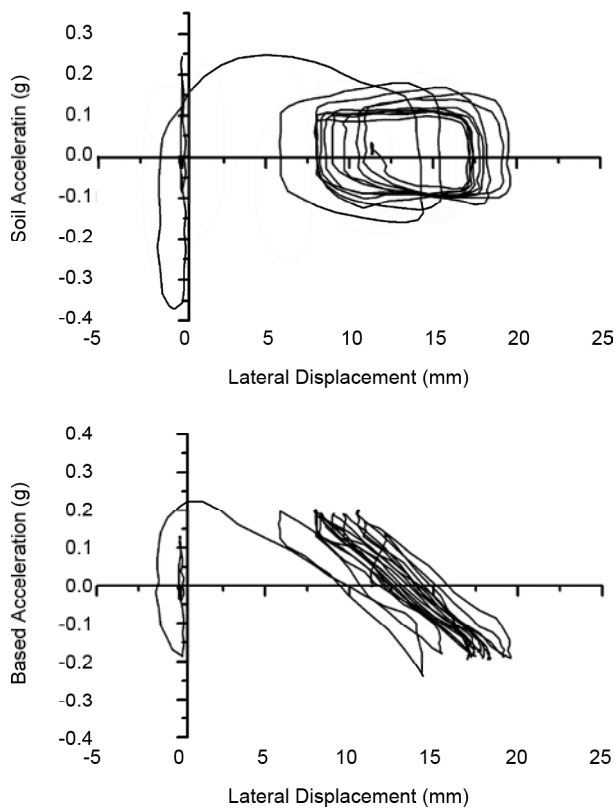 0.3
0.2
0.1
0.0
-0.1
-0.2
-0.3
-0.4
Soil Acceleratin (g)
-5 0 5 10 15 20 25
Lateral Displacement (mm)
0.4
0.3
0.2
0.1
0.0
-0.1
-0.2
-0.3
-0.4
Based Acceleration (g)
-5 0 5 10 15 20 25
Lateral Displacement (mm)